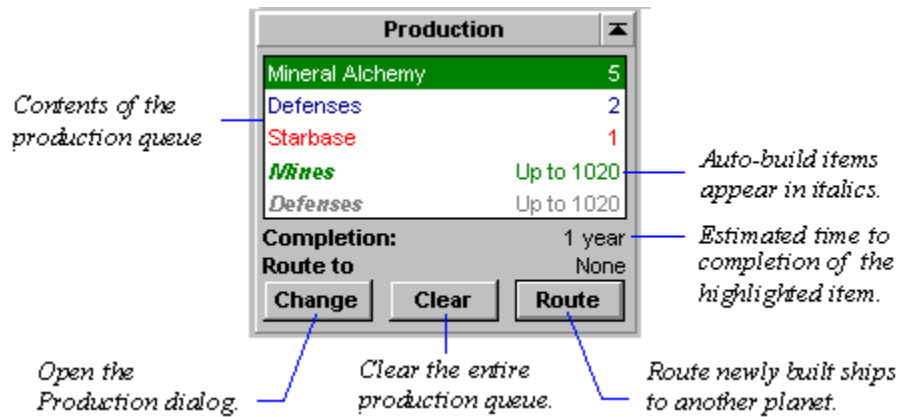 Production
Mineral Alchemy 5
Defenses 2
Starbase 1
Mines Up to 1020
Defenses Up to 1020
Completion: 1 year
Route to None
Change Clear Route
Contents of the
production queue
Auto-build items
appear in italics.
Estimated time to
completion of the
highlighted item.
Open the
Production dialog.
Clear the entire
production queue.
Route newly built ships
to another planet.